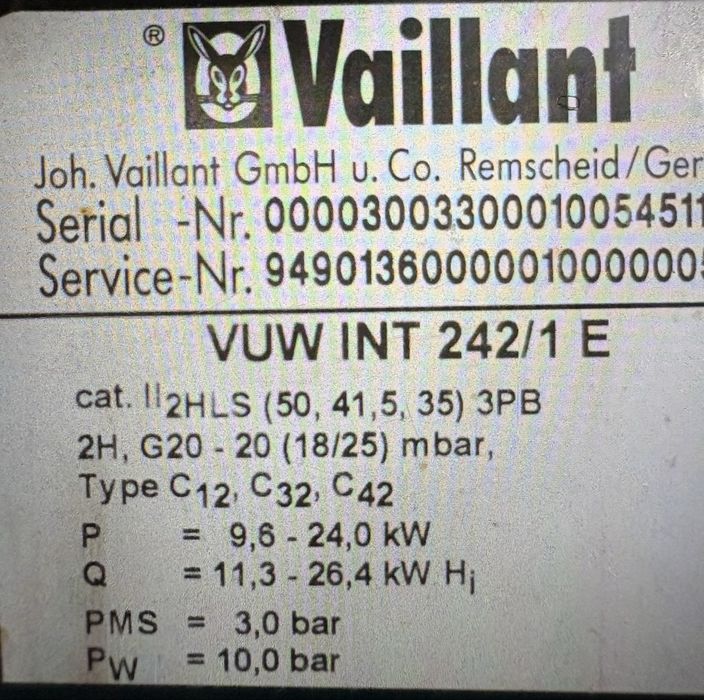 ® Vaillant
Joh. Vaillant GmbH u. Co. Remscheid/Ger
Serial -Nr. 000030033000010054511
Service-Nr. 9490136000000100000005
VUW INT 242/1 E
cat. II2HLS (50, 41,5, 35) 3PB
2H, G20 - 20 (18/25) mbar,
Type C12, C32, C42
P = 9,6 - 24,0 kW
Q = 11,3 - 26,4 kW Hi
PMS = 3,0 bar
PW = 10,0 bar